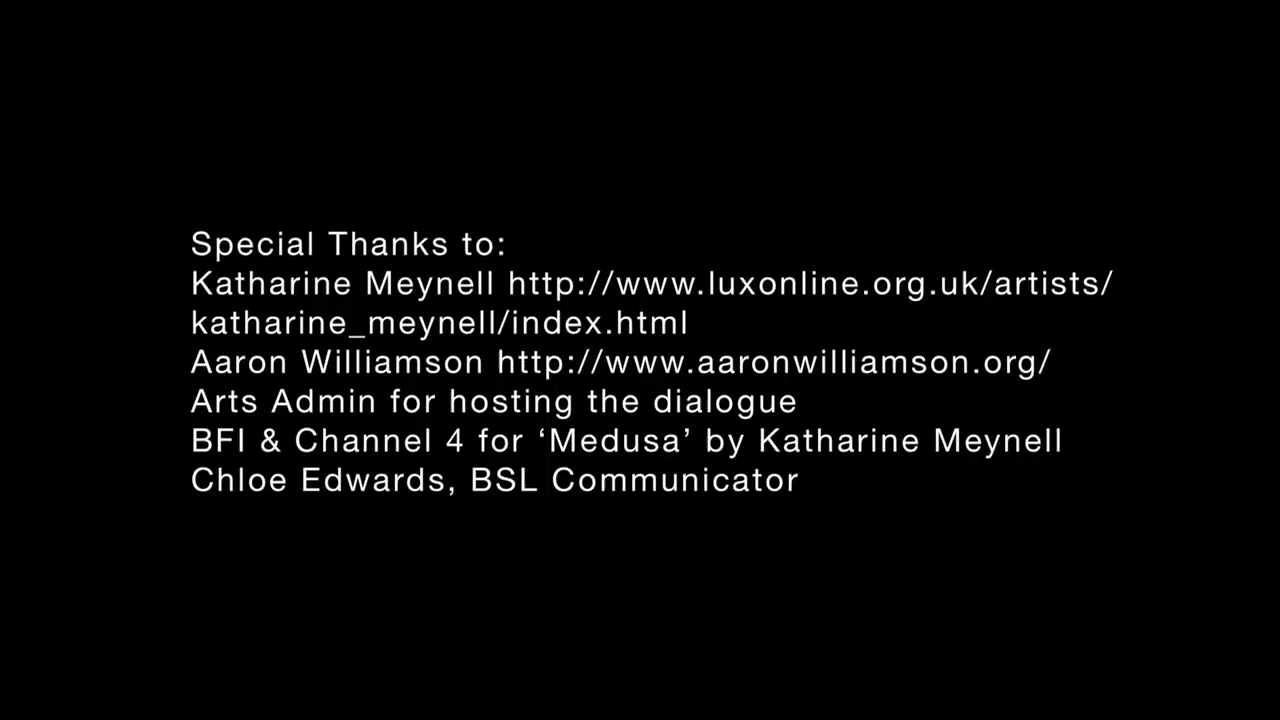 Special Thanks to:
Katharine Meynell http://www.luxonline.org.uk/artists/
katharine_meynell/index.html
Aaron Williamson http://www.aaronwilliamson.org/
Arts Admin for hosting the dialogue
BFI & Channel 4 for ‘Medusa’ by Katharine Meynell
Chloe Edwards, BSL Communicator